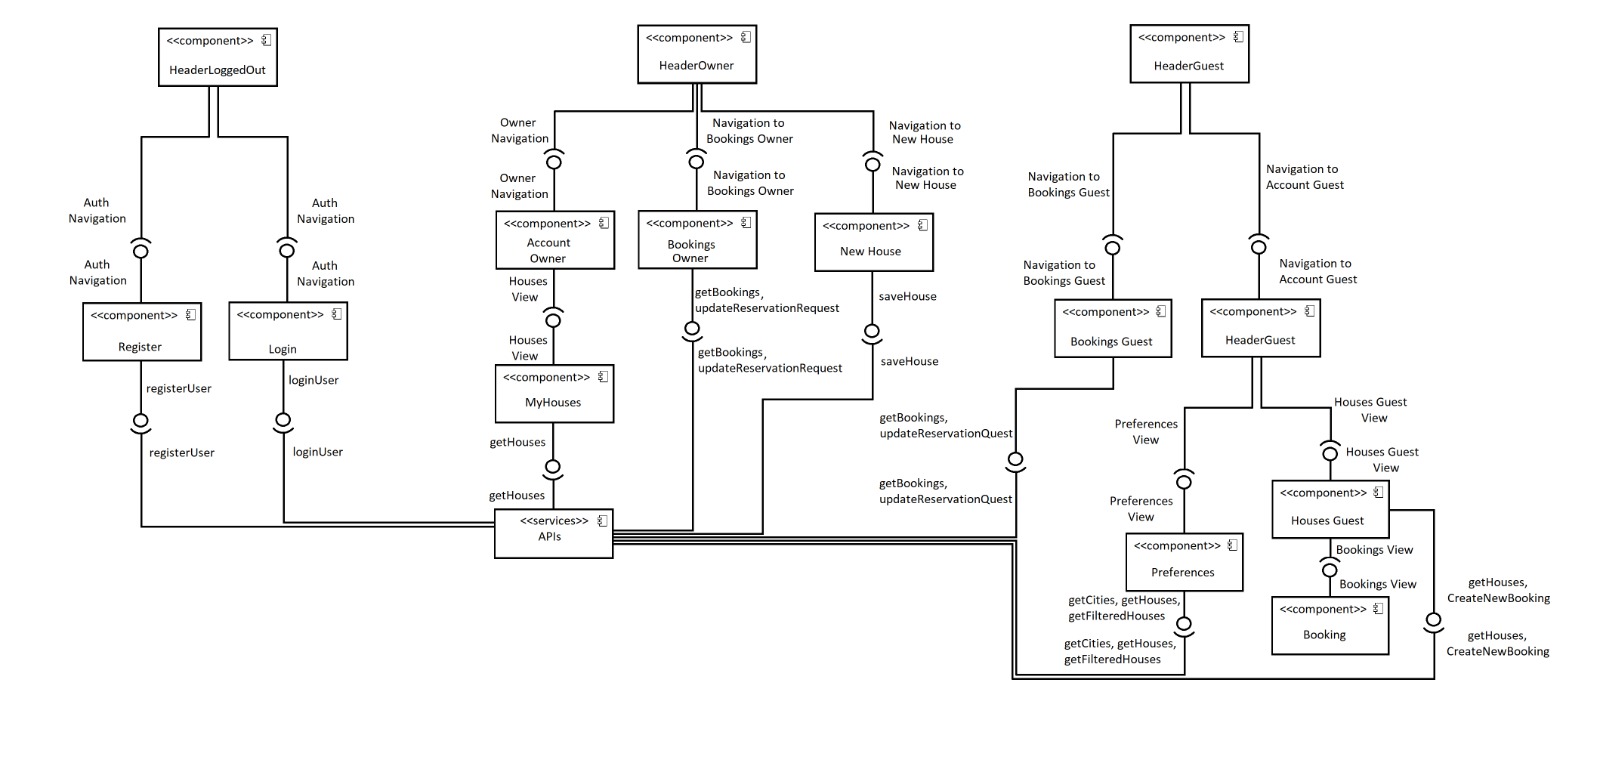 <<component>>
HeaderLoggedOut
<<component>>
HeaderOwner
<<component>>
HeaderGuest
Auth
Navigation
Auth
Navigation
Auth
Navigation
Auth
Navigation
<<component>>
Register
<<component>>
Login
registerUser
loginUser
registerUser
loginUser
Owner
Navigation
Navigation to
Bookings Owner
Navigation to
New House
Owner
Navigation
Navigation to
Bookings Owner
Navigation to
New House
<<component>>
Account
Owner
<<component>>
Bookings
Owner
<<component>>
New House
Houses
View
getBookings,
updateReservationRequest
saveHouse
Houses
View
getBookings,
updateReservationRequest
saveHouse
<<component>>
MyHouses
getHouses
getHouses
<<services>>
APIs
Navigation to
Bookings Guest
Navigation to
Account Guest
Navigation to
Bookings Guest
Navigation to
Account Guest
<<component>>
Bookings Guest
<<component>>
HeaderGuest
getBookings,
updateReservationQuest
getBookings,
updateReservationQuest
Preferences
View
Houses Guest
View
Houses Guest
View
Preferences
View
<<component>>
Houses Guest
<<component>>
Preferences
Bookings View
Bookings View
<<component>>
Booking
getCities, getHouses,
getFilteredHouses
getCities, getHouses,
getFilteredHouses
getHouses,
CreateNewBooking
getHouses,
CreateNewBooking